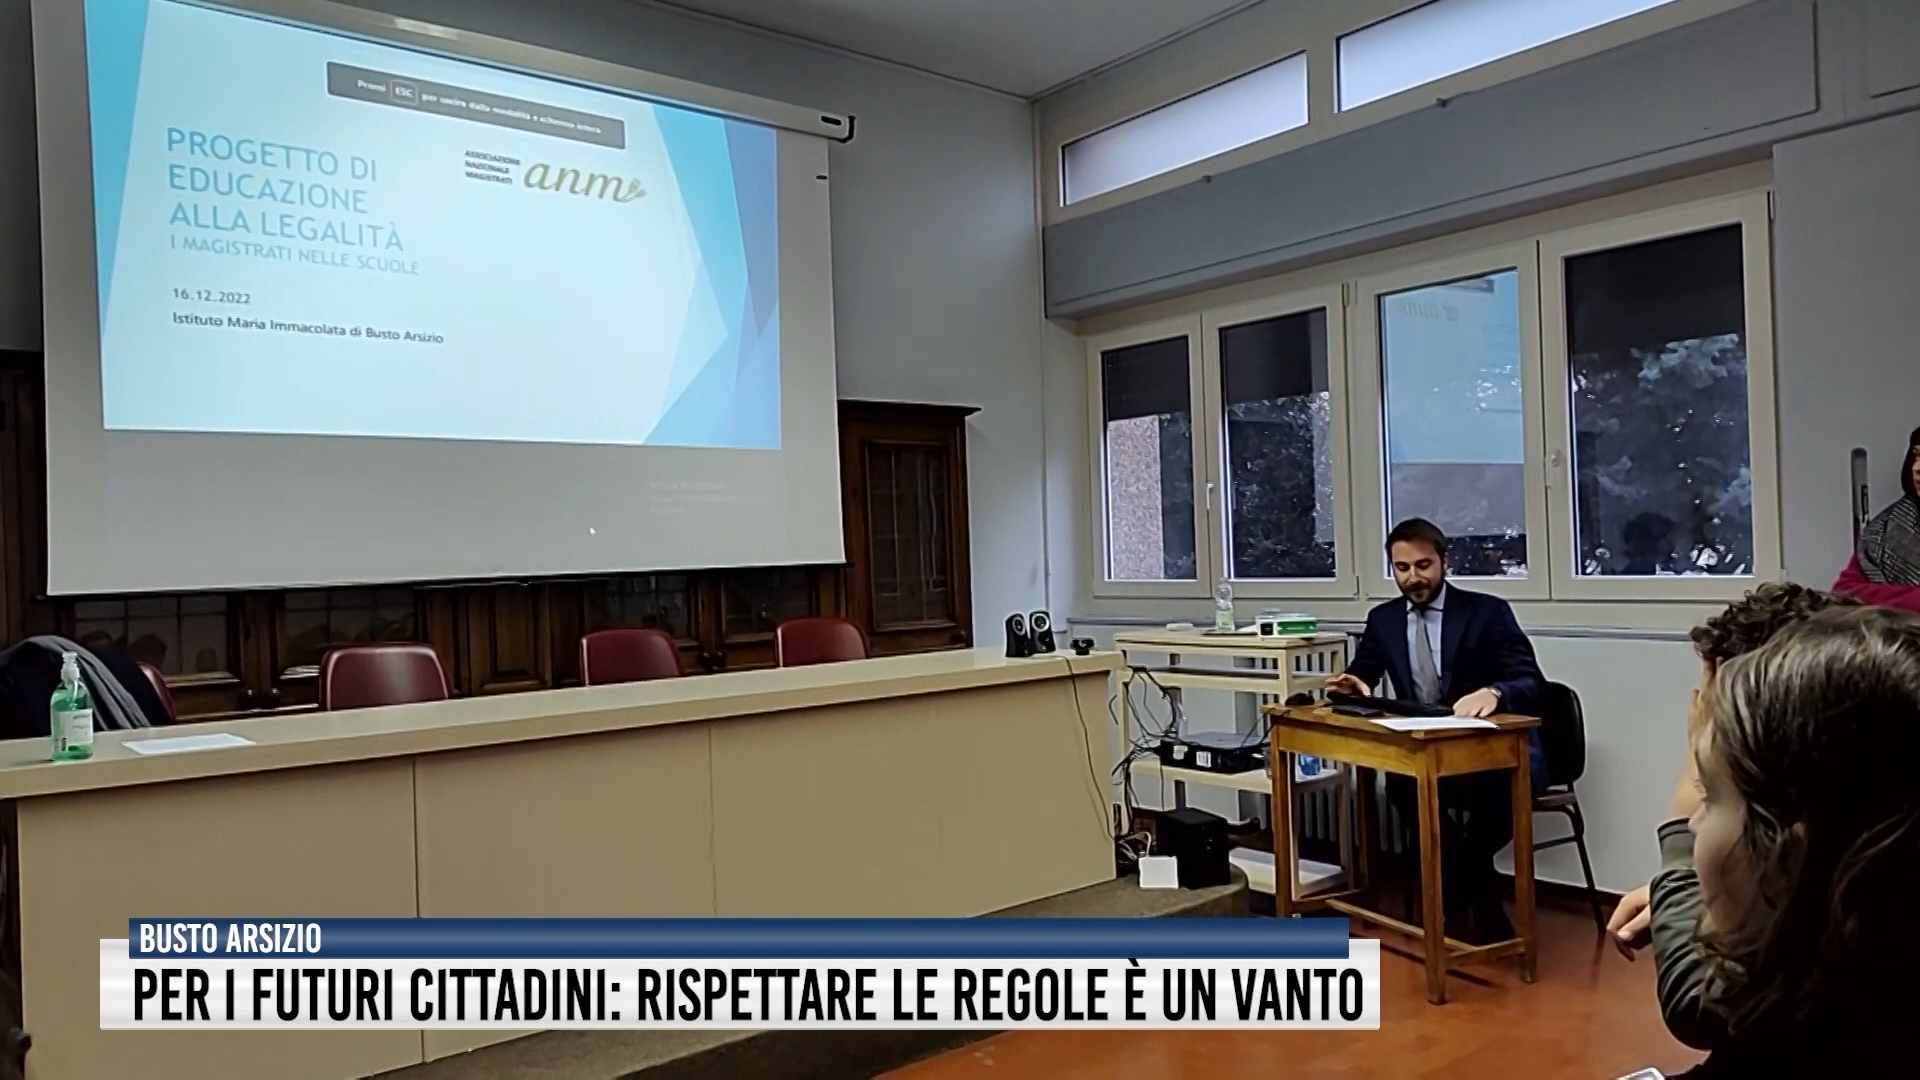 Premi ESC per uscire dalla modalità a schermo intero
PROGETTO DI
EDUCAZIONE
ALLA LEGALITÀ
I MAGISTRATI NELLE SCUOLE
ASSOCIAZIONE
NAZIONALE
MAGISTRATI
anm
16.12.2022
Istituto Maria Immacolata di Busto Arsizio
BUSTO ARSIZIO
PER I FUTURI CITTADINI: RISPETTARE LE REGOLE È UN VANTO